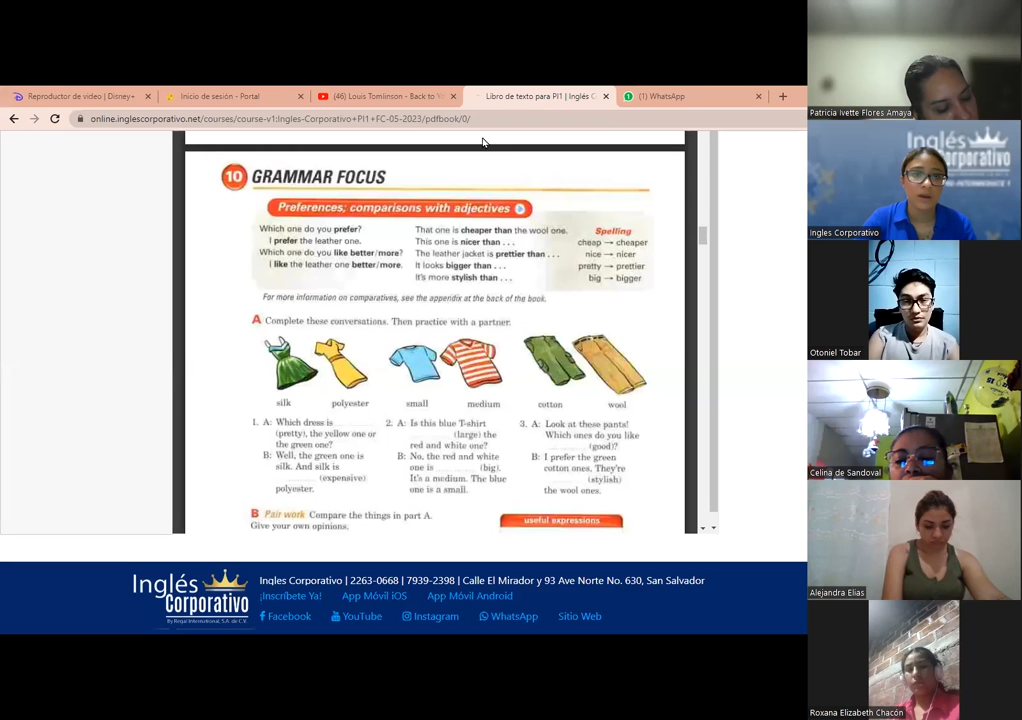 Reproductor de video | Disney+
Inicio de sesión - Portal
(46) Louis Tomlinson - Back to
Libro de texto para PI1 | Inglés C
(1) WhatsApp
online.inglescorporativo.net/courses/course-v1:Ingles-Corporativo+PI1+FC-05-2023/pdfbook/0/
10 GRAMMAR FOCUS
Preferences; comparisons with adjectives
Which one do you prefer?
I prefer the leather one.
Which one do you like better/more?
I like the leather one better/more.
That one is cheaper than the wool one.
This one is nicer than . . .
The leather jacket is prettier than . . .
It looks bigger than . . .
It's more stylish than . . .
Spelling
cheap → cheaper
nice → nicer
pretty → prettier
big → bigger
For more information on comparatives, see the appendix at the back of the book.
A Complete these conversations. Then practice with a partner.
silk polyester small medium cotton wool
1. A: Which dress is
(pretty), the yellow one or
the green one?
B: Well, the green one is
silk. And silk is
(expensive)
polyester.
2. A: Is this blue T-shirt
(large) the
red and white one?
B: No, the red and white
one is (big).
It's a medium. The blue
one is a small.
3. A: Look at these pants!
Which ones do you like
(good)?
B: I prefer the green
cotton ones. They're
(stylish)
the wool ones.
B Pair work Compare the things in part A.
Give your own opinions.
useful expressions
Inglés
Corporativo
By Regal International, S.A. de C.V.
Ingles Corporativo | 2263-0668 | 7939-2398 | Calle El Mirador y 93 Ave Norte No. 630, San Salvador
¡Inscríbete Ya! App Móvil iOS App Móvil Android
Facebook YouTube Instagram WhatsApp Sitio Web
Patricia Ivette Flores Amaya
Inglés
Corporativo
Ingles Corporativo
Otoniel Tobar
Celina de Sandoval
Alejandra Elias
Roxana Elizabeth Chacón